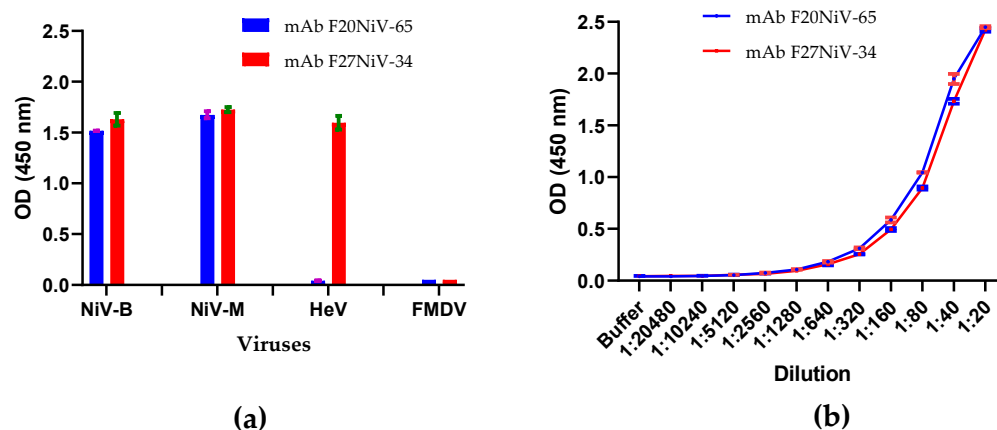 mAb F20NiV-65
mAb F27NiV-34
OD (450 nm)
2.5
2.0
1.5
1.0
0.5
0.0
NiV-B NiV-M HeV FMDV
Viruses
(a)
mAb F20NiV-65
mAb F27NiV-34
OD (450 nm)
2.5
2.0
1.5
1.0
0.5
0.0
Buffer
1:20480
1:10240
1:5120
1:2560
1:1280
1:640
1:320
1:160
1:80
1:40
1:20
Dilution
(b)